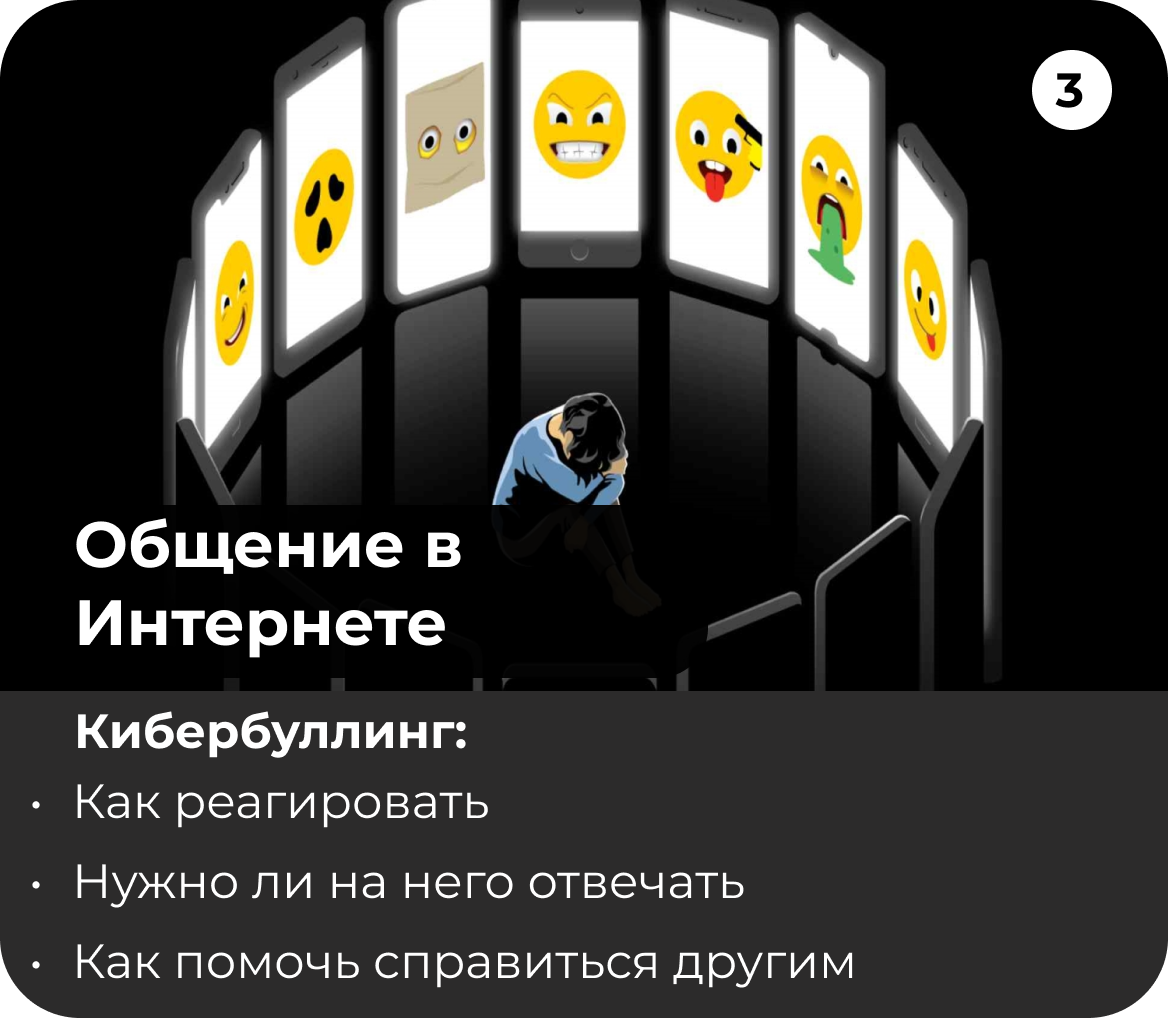 3
Общение в
Интернете
Кибербуллинг:
• Как реагировать
• Нужно ли на него отвечать
• Как помочь справиться другим